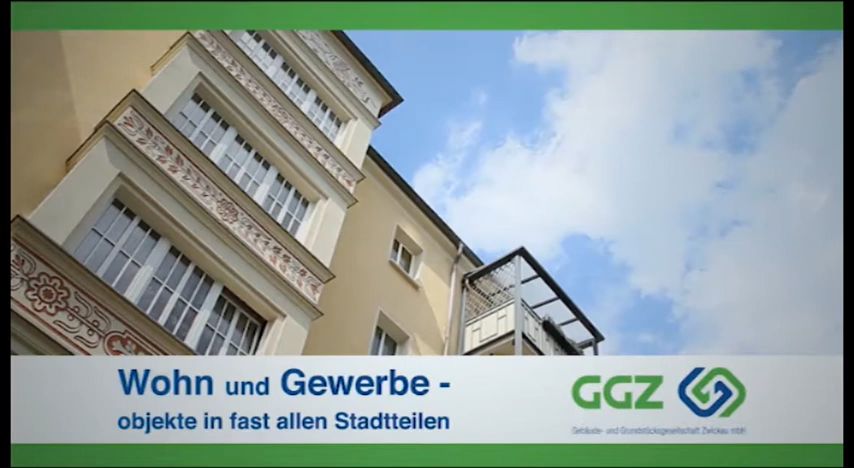 Wohn und Gewerbe -
objekte in fast allen Stadtteilen
GGZ
Gebäude- und Grundstücksgesellschaft Zwickau mbH